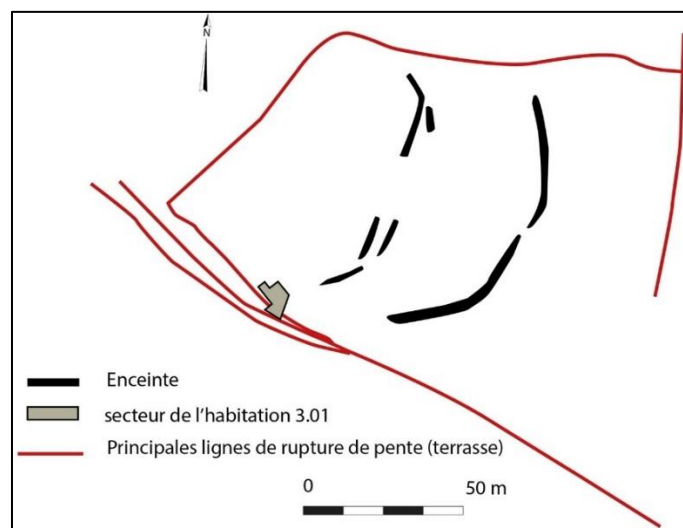 N
Enceinte
secteur de l'habitation 3.01
Principales lignes de rupture de pente (terrasse)
0 50 m